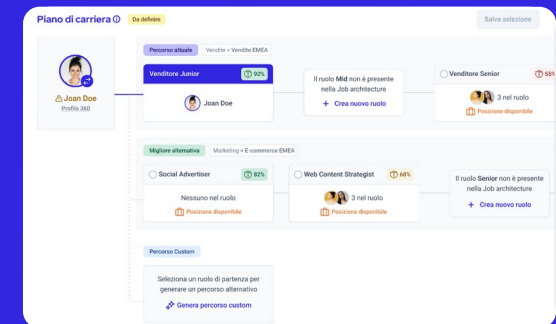 Piano di carriera
Da definire
Salva selezione
Joan Doe
Profilo 360
Percorso attuale
Vendite > Vendite EMEA
Venditore Junior
92%
Joan Doe
Il ruolo Mid non è presente
nella Job architecture
+ Crea nuovo ruolo
Venditore Senior
55%
3 nel ruolo
Posizione disponibile
Migliore alternativa
Marketing > E-commerce EMEA
Social Advertiser
82%
Nessuno nel ruolo
Posizione disponibile
Web Content Strategist
68%
3 nel ruolo
Posizione disponibile
Il ruolo Senior non è presente
nella Job architecture
+ Crea nuovo ruolo
Percorso Custom
Seleziona un ruolo di partenza per
generare un percorso alternativo
Genera percorso custom